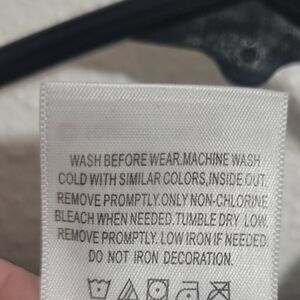 WASH BEFORE WEAR.MACHINE WASH
COLD WITH SIMILAR COLORS,INSIDE OUT.
REMOVE PROMPTLY.ONLY NON-CHLORINE
BLEACH WHEN NEEDED.TUMBLE DRY LOW.
REMOVE PROMPTLY. LOW IRON IF NEEDED.
DO NOT IRON DECORATION.